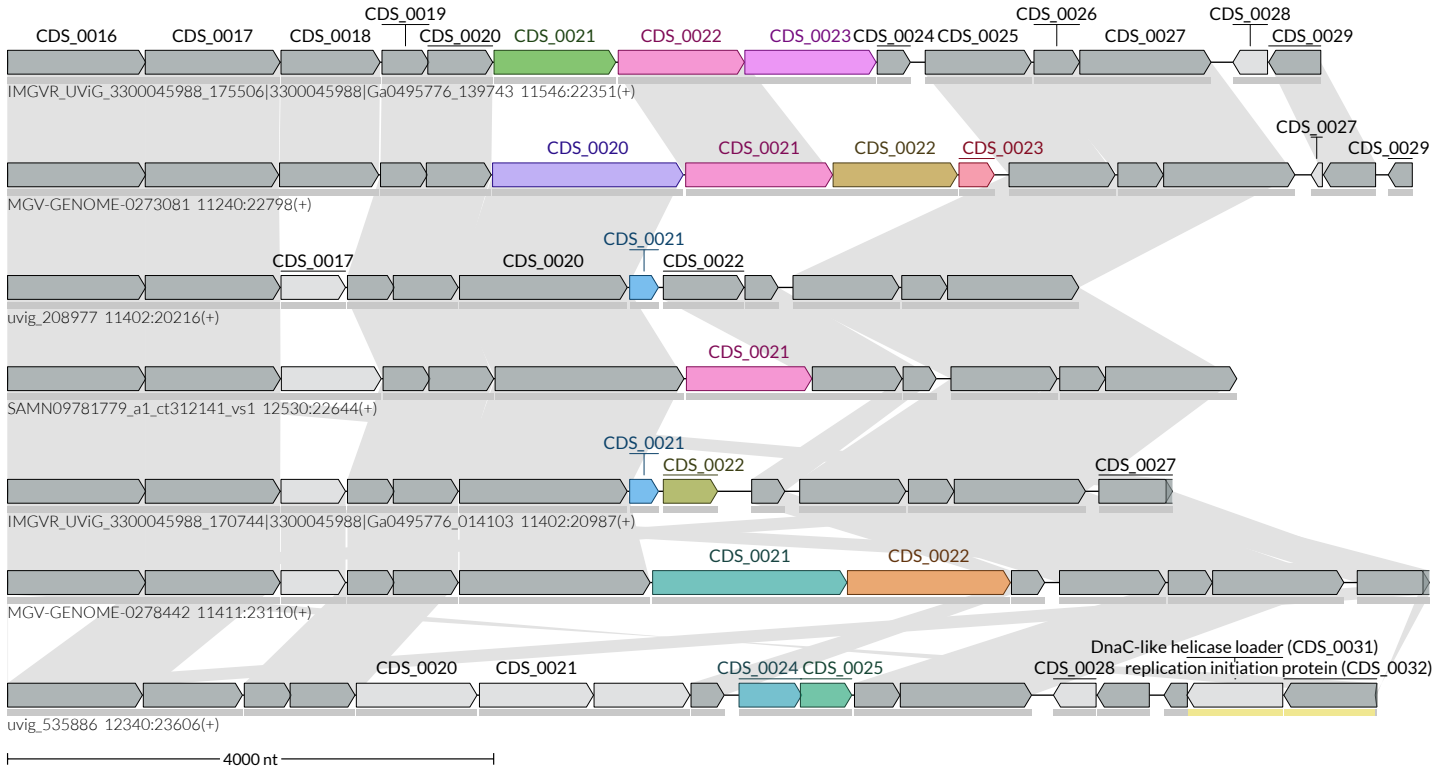 CDS_0019 CDS_0026 CDS_0028
CDS_0016 CDS_0017 CDS_0018 CDS_0020 CDS_0021 CDS_0022 CDS_0023 CDS_0024 CDS_0025 CDS_0027 CDS_0029
IMGVR_UViG_3300045988_175506|3300045988|Ga0495776_139743 11546:22351(+)
CDS_0027
CDS_0020 CDS_0021 CDS_0022 CDS_0023 CDS_0029
MGV-GENOME-0273081 11240:22798(+)
CDS_0021
CDS_0017 CDS_0020 CDS_0022
uvig_208977 11402:20216(+)
CDS_0021
SAMN09781779_a1_ct312141_vs1 12530:22644(+)
CDS_0021
CDS_0022 CDS_0027
IMGVR_UViG_3300045988_170744|3300045988|Ga0495776_014103 11402:20987(+)
CDS_0021 CDS_0022
MGV-GENOME-0278442 11411:23110(+)
DnaC-like helicase loader (CDS_0031)
CDS_0020 CDS_0021 CDS_0024 CDS_0025 CDS_0028 replication initiation protein (CDS_0032)
uvig_535886 12340:23606(+)
4000 nt